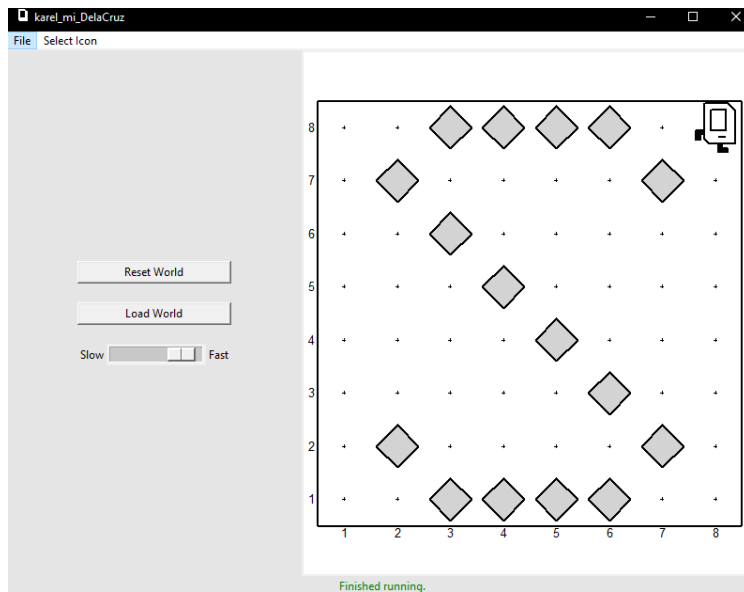 karel_mi_DelaCruz
File Select Icon
8
7
6
Reset World
5
Load World
4
Slow Fast
3
2
1
1 2 3 4 5 6 7 8
Finished running.